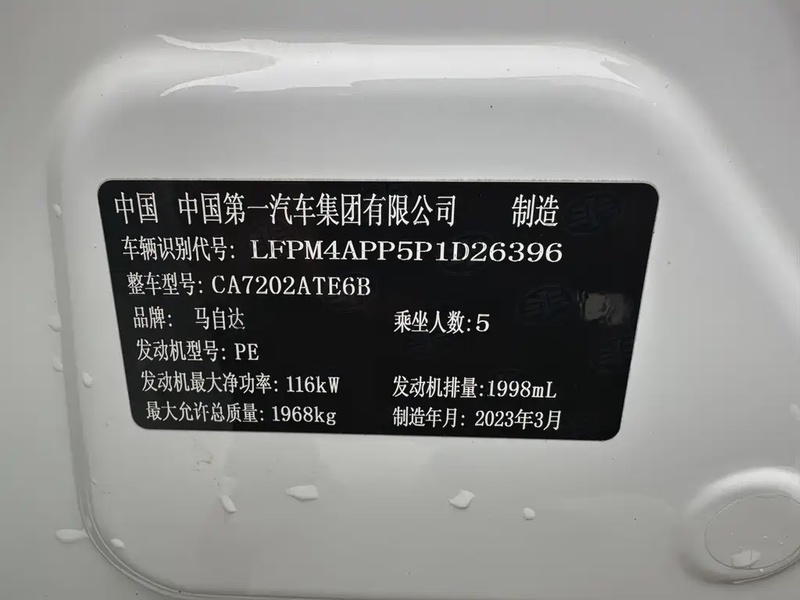 中国 中国第一汽车集团有限公司 制造
车辆识别代号: LFPM4APP5P1D26396
整车型号: CA7202ATE6B
品牌: 马自达 乘坐人数: 5
发动机型号: PE
发动机最大净功率: 116kW 发动机排量: 1998mL
最大允许总质量: 1968kg 制造年月: 2023年3月